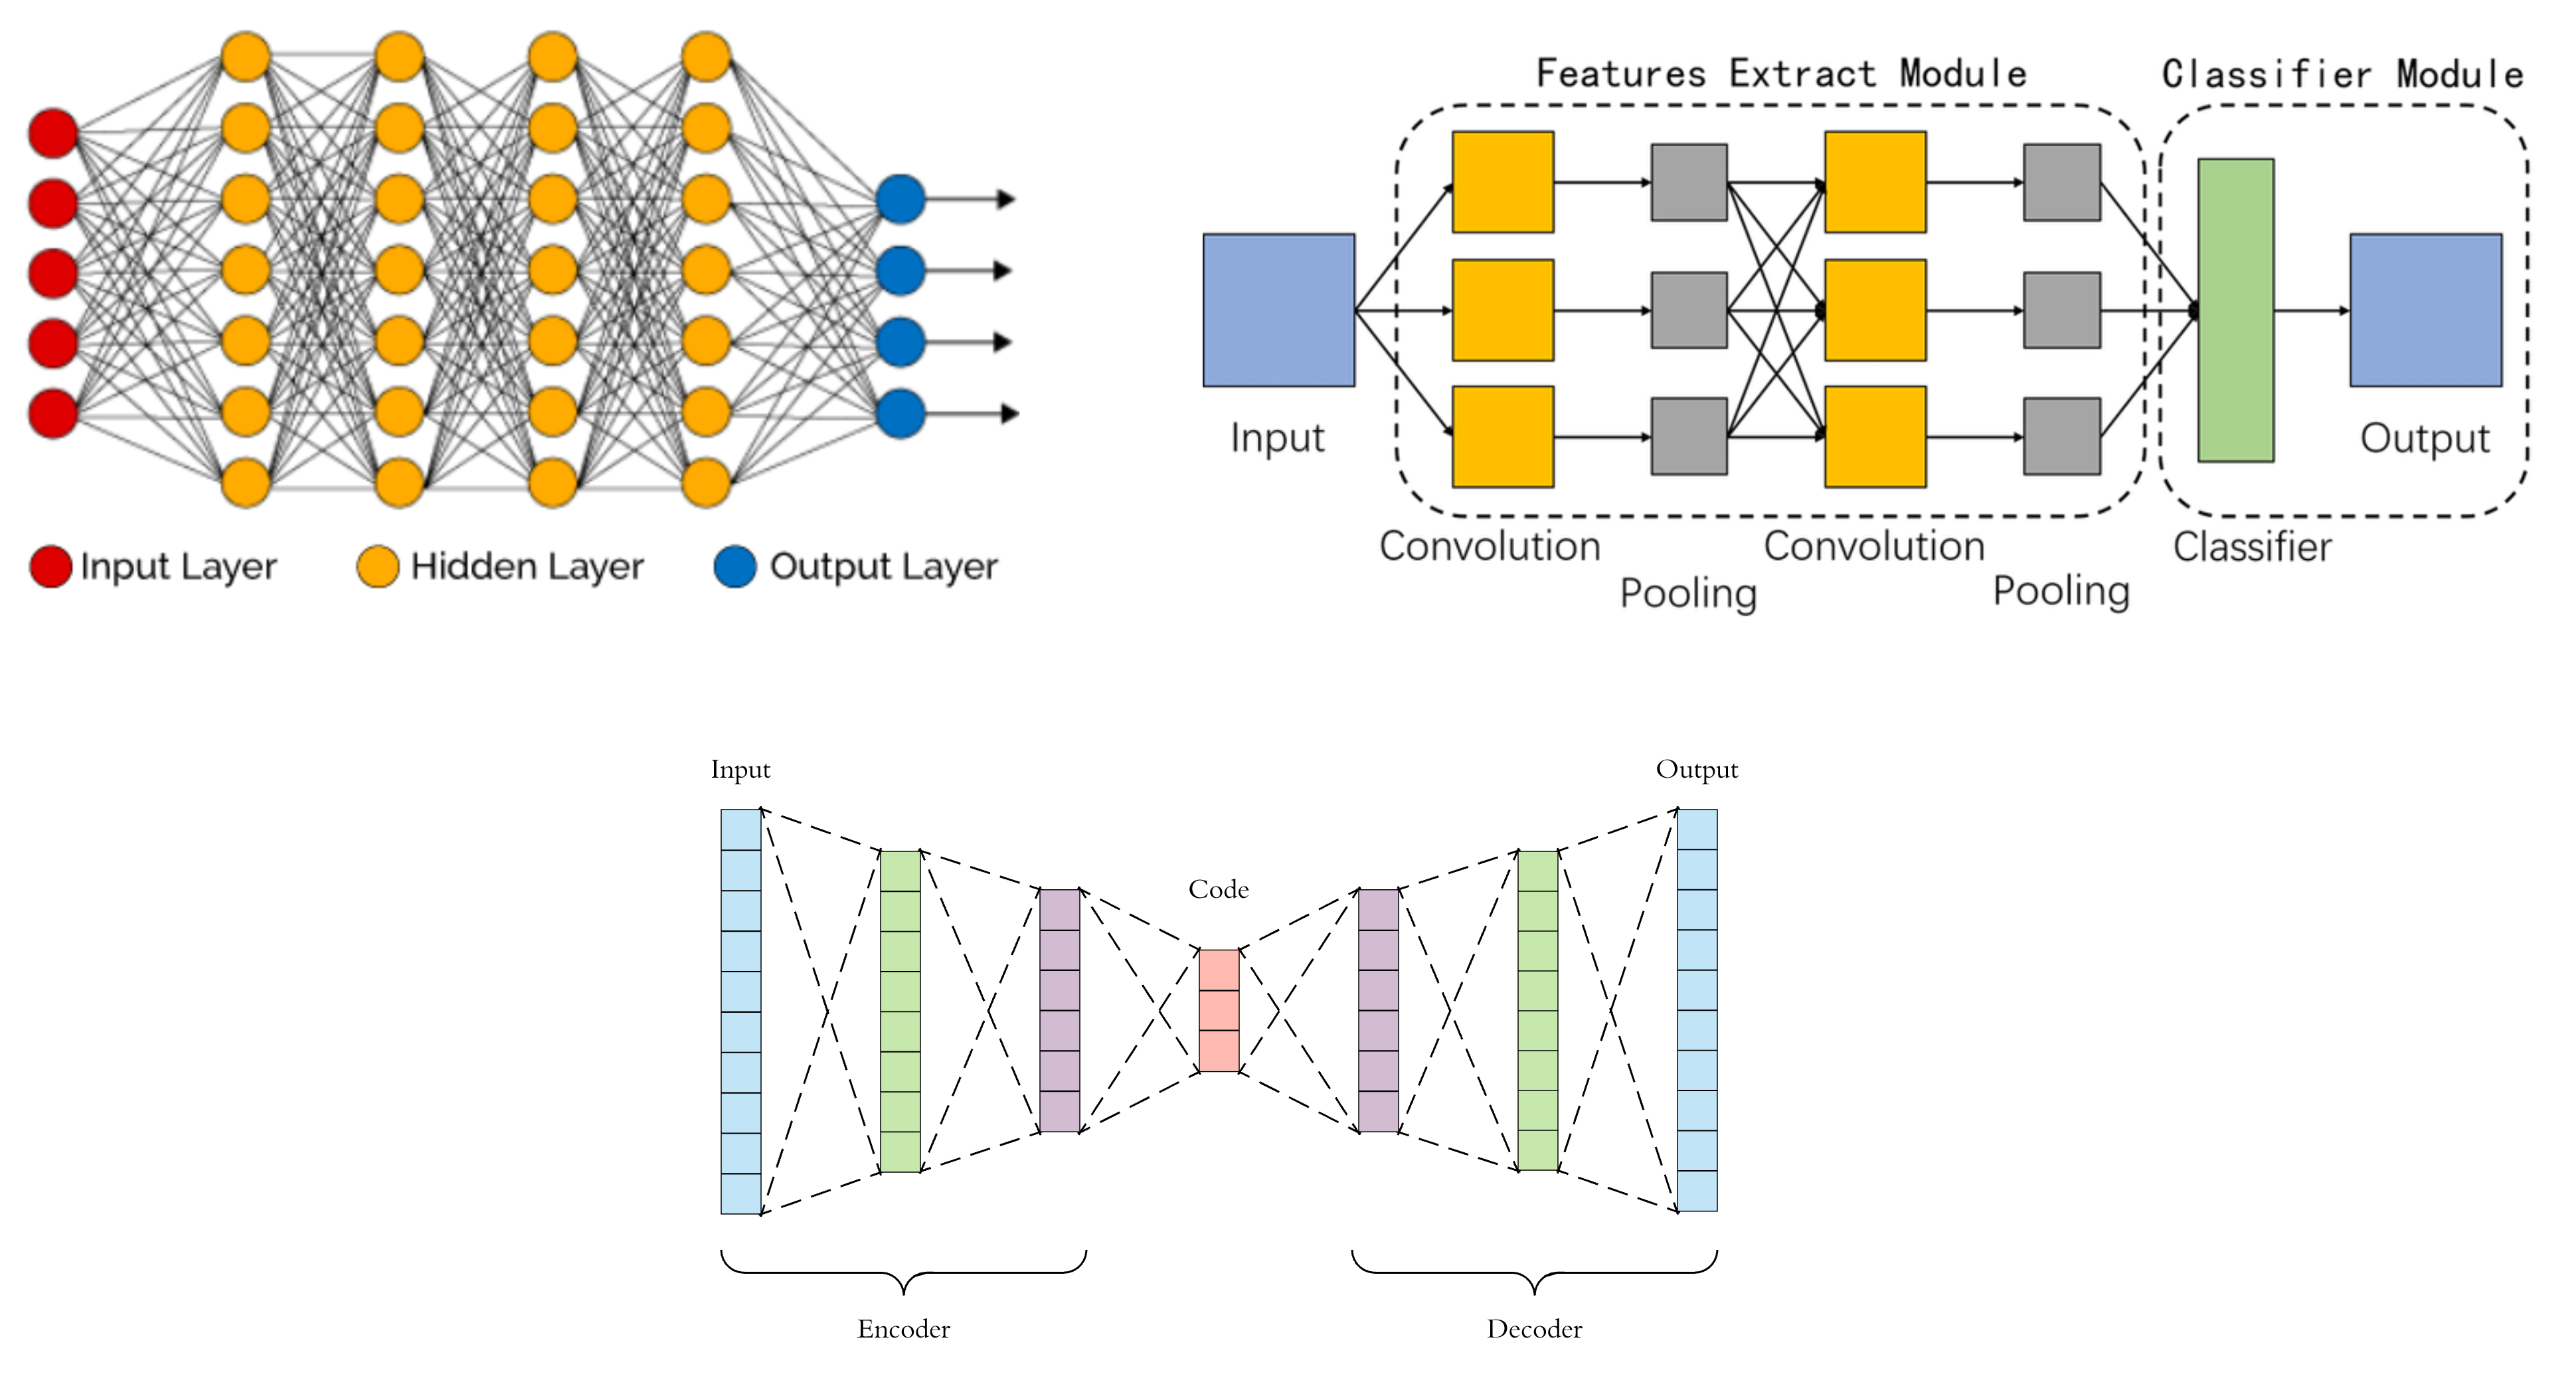 Input Layer
Hidden Layer
Output Layer
Features Extract Module
Classifier Module
Input
Output
Convolution
Pooling
Convolution
Pooling
Classifier
Input
Output
Code
Encoder
Decoder